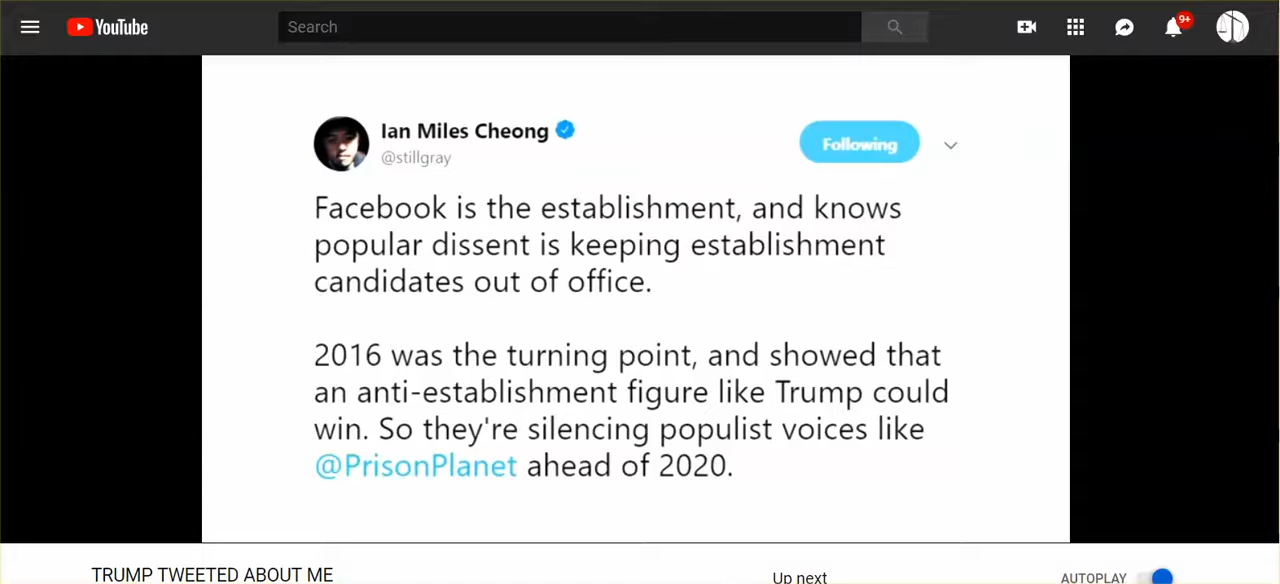 YouTube
Search
9+
Ian Miles Cheong
@stillgray
Following
Facebook is the establishment, and knows
popular dissent is keeping establishment
candidates out of office.
2016 was the turning point, and showed that
an anti-establishment figure like Trump could
win. So they're silencing populist voices like
@PrisonPlanet ahead of 2020.
TRUMP TWEETED ABOUT ME
Up next
AUTOPLAY